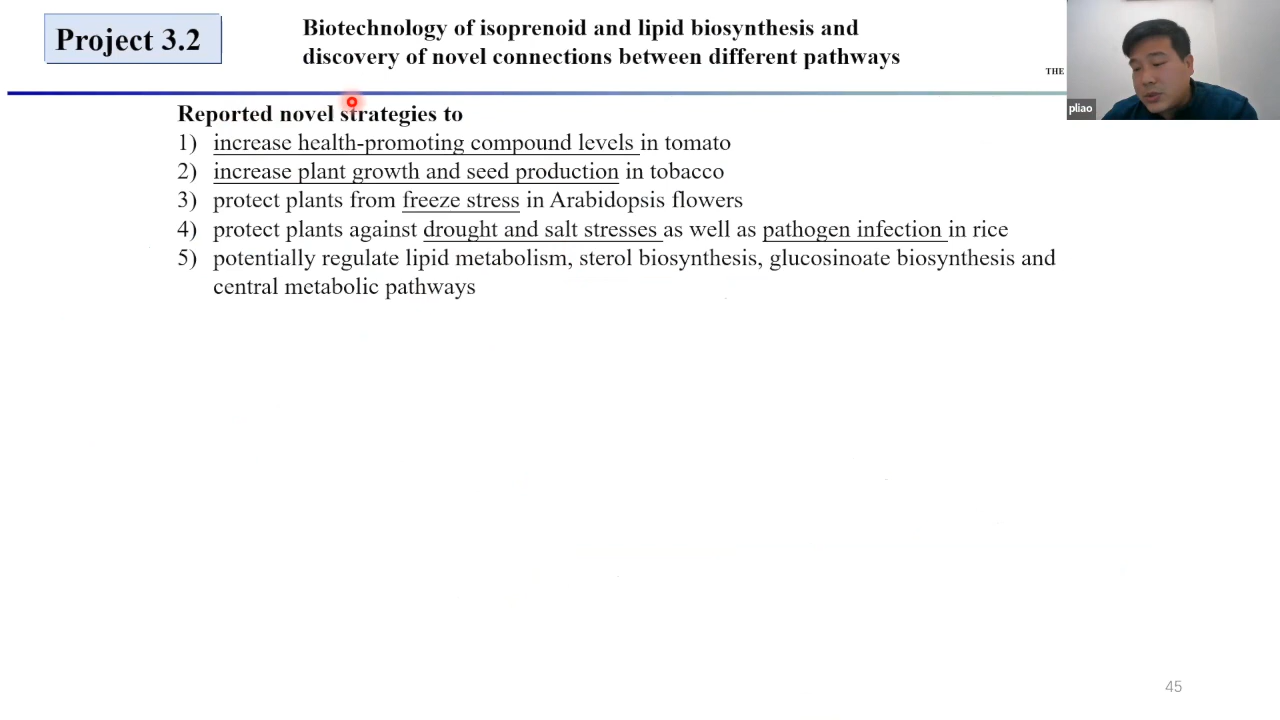 Project 3.2
Biotechnology of isoprenoid and lipid biosynthesis and
discovery of novel connections between different pathways
THE
pliao
Reported novel strategies to
1) increase health-promoting compound levels in tomato
2) increase plant growth and seed production in tobacco
3) protect plants from freeze stress in Arabidopsis flowers
4) protect plants against drought and salt stresses as well as pathogen infection in rice
5) potentially regulate lipid metabolism, sterol biosynthesis, glucosinoate biosynthesis and
central metabolic pathways
45